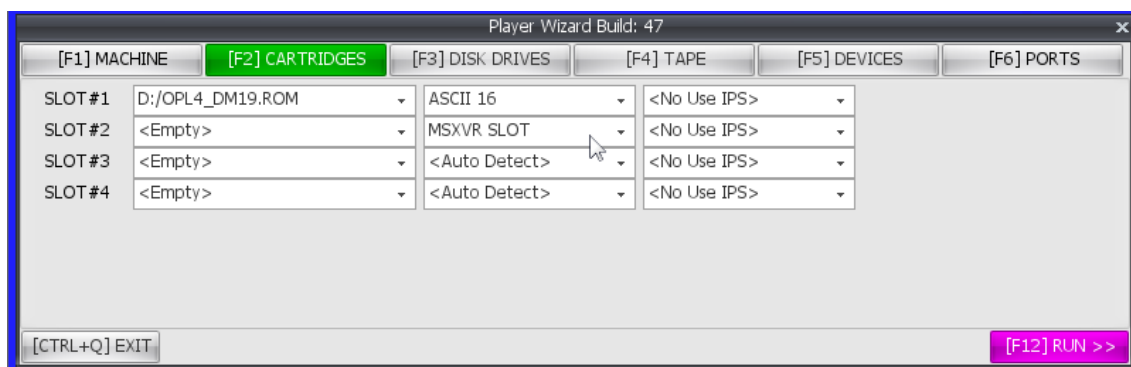 Player Wizard Build: 47 x
[F1] MACHINE [F2] CARTRIDGES [F3] DISK DRIVES [F4] TAPE [F5] DEVICES [F6] PORTS
SLOT#1 D:/OPL4_DM19.ROM ASCII 16 <No Use IPS>
SLOT#2 <Empty> MSXVR SLOT <No Use IPS>
SLOT#3 <Empty> <Auto Detect> <No Use IPS>
SLOT#4 <Empty> <Auto Detect> <No Use IPS>
[CTRL+Q] EXIT [F12] RUN >>